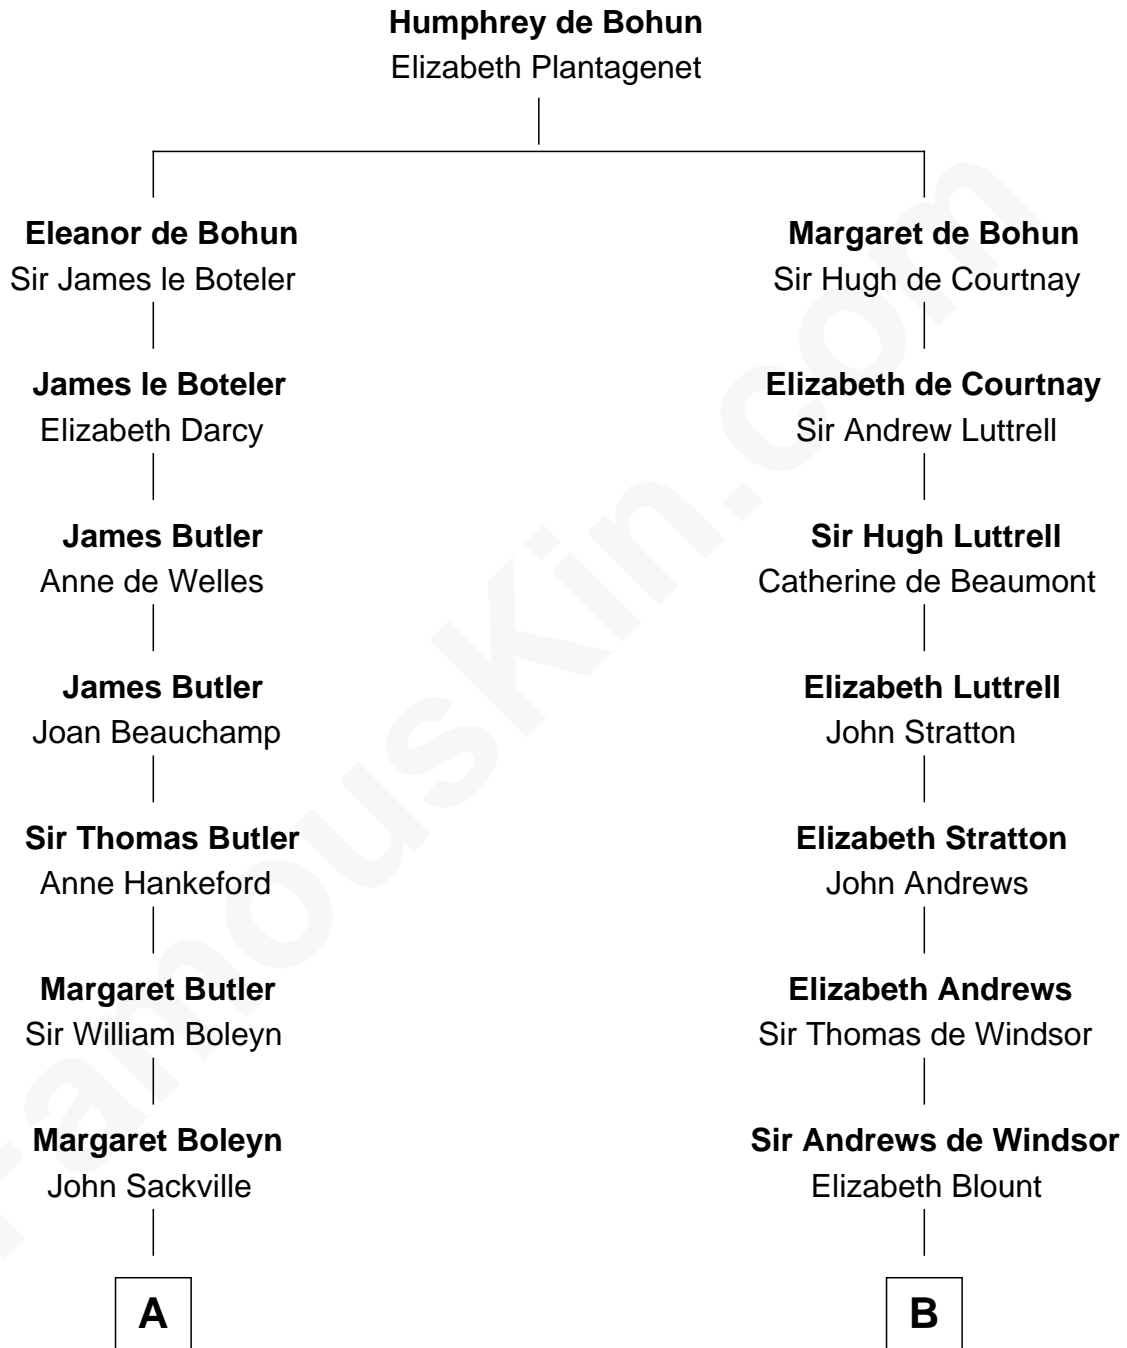 Humphrey de Bohun
Elizabeth Plantagenet
Eleanor de Bohun
Sir James le Boteler
James le Boteler
Elizabeth Darcy
James Butler
Anne de Welles
James Butler
Joan Beauchamp
Sir Thomas Butler
Anne Hankeford
Margaret Butler
Sir William Boleyn
Margaret Boleyn
John Sackville
A
Margaret de Bohun
Sir Hugh de Courtnay
Elizabeth de Courtnay
Sir Andrew Luttrell
Sir Hugh Luttrell
Catherine de Beaumont
Elizabeth Luttrell
John Stratton
Elizabeth Stratton
John Andrews
Elizabeth Andrews
Sir Thomas de Windsor
Sir Andrews de Windsor
Elizabeth Blount
B
FamousKin.com